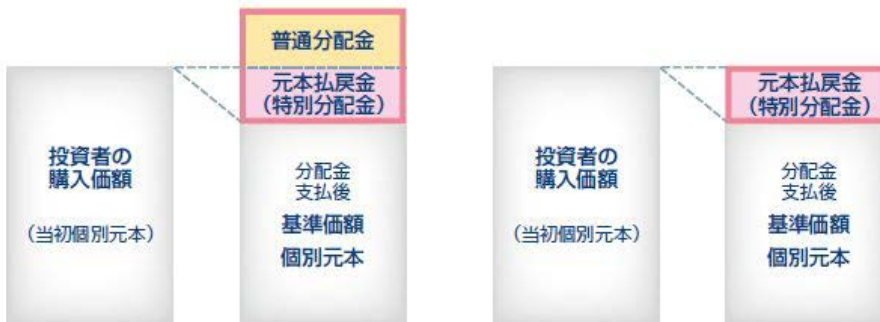 普通分配金
元本払戻金
（特別分配金）
投資者の
購入価額
（当初個別元本）
分配金
支払後
基準価額
個別元本
元本払戻金
（特別分配金）
投資者の
購入価額
（当初個別元本）
分配金
支払後
基準価額
個別元本